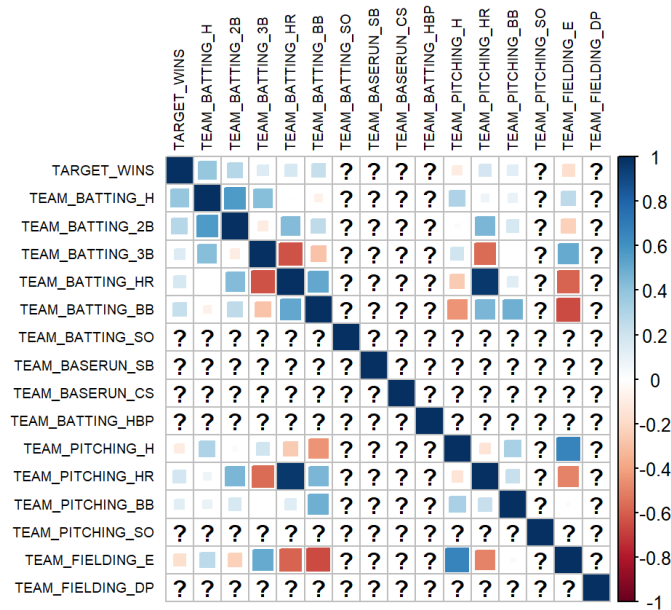 TARGET_WINS
TEAM_BATTING_H
TEAM_BATTING_2B
TEAM_BATTING_3B
TEAM_BATTING_HR
TEAM_BATTING_BB
TEAM_BATTING_SO
TEAM_BASERUN_SB
TEAM_BASERUN_CS
TEAM_BATTING_HBP
TEAM_PITCHING_H
TEAM_PITCHING_HR
TEAM_PITCHING_BB
TEAM_PITCHING_SO
TEAM_FIELDING_E
TEAM_FIELDING_DP
TARGET_WINS ? ? ? ? ? ?
TEAM_BATTING_H ? ? ? ? ? ?
TEAM_BATTING_2B ? ? ? ? ? ?
TEAM_BATTING_3B ? ? ? ? ? ?
TEAM_BATTING_HR ? ? ? ? ? ?
TEAM_BATTING_BB ? ? ? ? ? ?
TEAM_BATTING_SO ? ? ? ? ? ? ? ? ? ? ? ? ? ? ?
TEAM_BASERUN_SB ? ? ? ? ? ? ? ? ? ? ? ? ? ? ?
TEAM_BASERUN_CS ? ? ? ? ? ? ? ? ? ? ? ? ? ? ?
TEAM_BATTING_HBP ? ? ? ? ? ? ? ? ? ? ? ? ? ? ?
TEAM_PITCHING_H ? ? ? ? ? ?
TEAM_PITCHING_HR ? ? ? ? ? ?
TEAM_PITCHING_BB ? ? ? ? ? ?
TEAM_PITCHING_SO ? ? ? ? ? ? ? ? ? ? ? ? ? ? ?
TEAM_FIELDING_E ? ? ? ? ? ?
TEAM_FIELDING_DP ? ? ? ? ? ? ? ? ? ? ? ? ? ? ?
1
0.8
0.6
0.4
0.2
0
-0.2
-0.4
-0.6
-0.8
-1